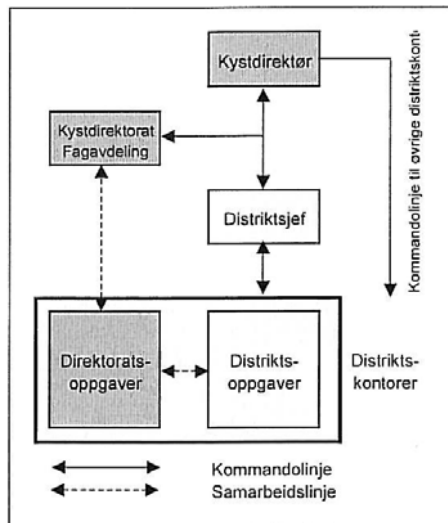 Kystdirektør
Kystdirektorat
Fagavdeling
Kommandolinje til øvrige distriktskont
Distriktsjef
Direktorats-
oppgaver
Distrikts-
oppgaver
Distrikts-
kontorer
Kommandolinje
Samarbeidslinje